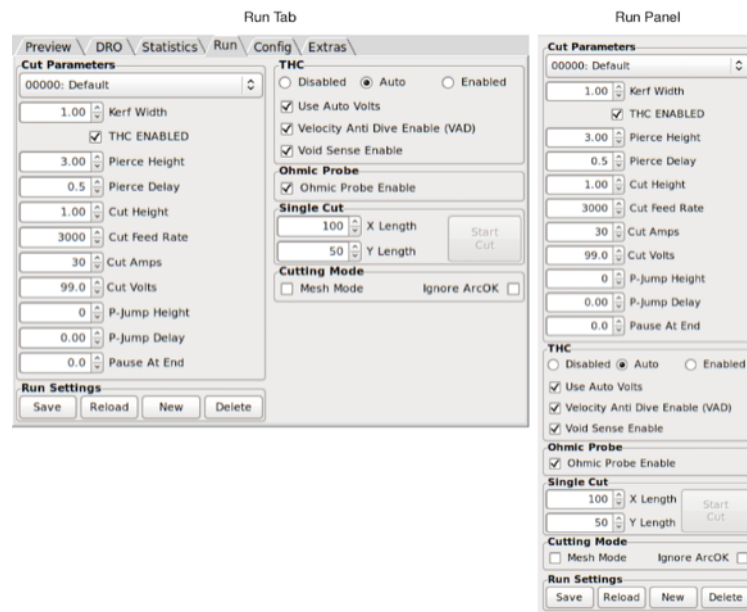 Run Tab
Preview DRO Statistics Run Config Extras
Cut Parameters
00000: Default
1.00 Kerf Width
THC ENABLED
3.00 Pierce Height
0.5 Pierce Delay
1.00 Cut Height
3000 Cut Feed Rate
30 Cut Amps
99.0 Cut Volts
0 P-Jump Height
0.00 P-Jump Delay
0.0 Pause At End
Run Settings
Save Reload New Delete
THC
Disabled Auto Enabled
Use Auto Volts
Velocity Anti Dive Enable (VAD)
Void Sense Enable
Ohmic Probe
Ohmic Probe Enable
Single Cut
100 X Length
50 Y Length
Start
Cut
Cutting Mode
Mesh Mode Ignore ArcOK
Run Panel
Cut Parameters
00000: Default
1.00 Kerf Width
THC ENABLED
3.00 Pierce Height
0.5 Pierce Delay
1.00 Cut Height
3000 Cut Feed Rate
30 Cut Amps
99.0 Cut Volts
0 P-Jump Height
0.00 P-Jump Delay
0.0 Pause At End
THC
Disabled Auto Enabled
Use Auto Volts
Velocity Anti Dive Enable (VAD)
Void Sense Enable
Ohmic Probe
Ohmic Probe Enable
Single Cut
100 X Length
50 Y Length
Start
Cut
Cutting Mode
Mesh Mode Ignore ArcOK
Run Settings
Save Reload New Delete